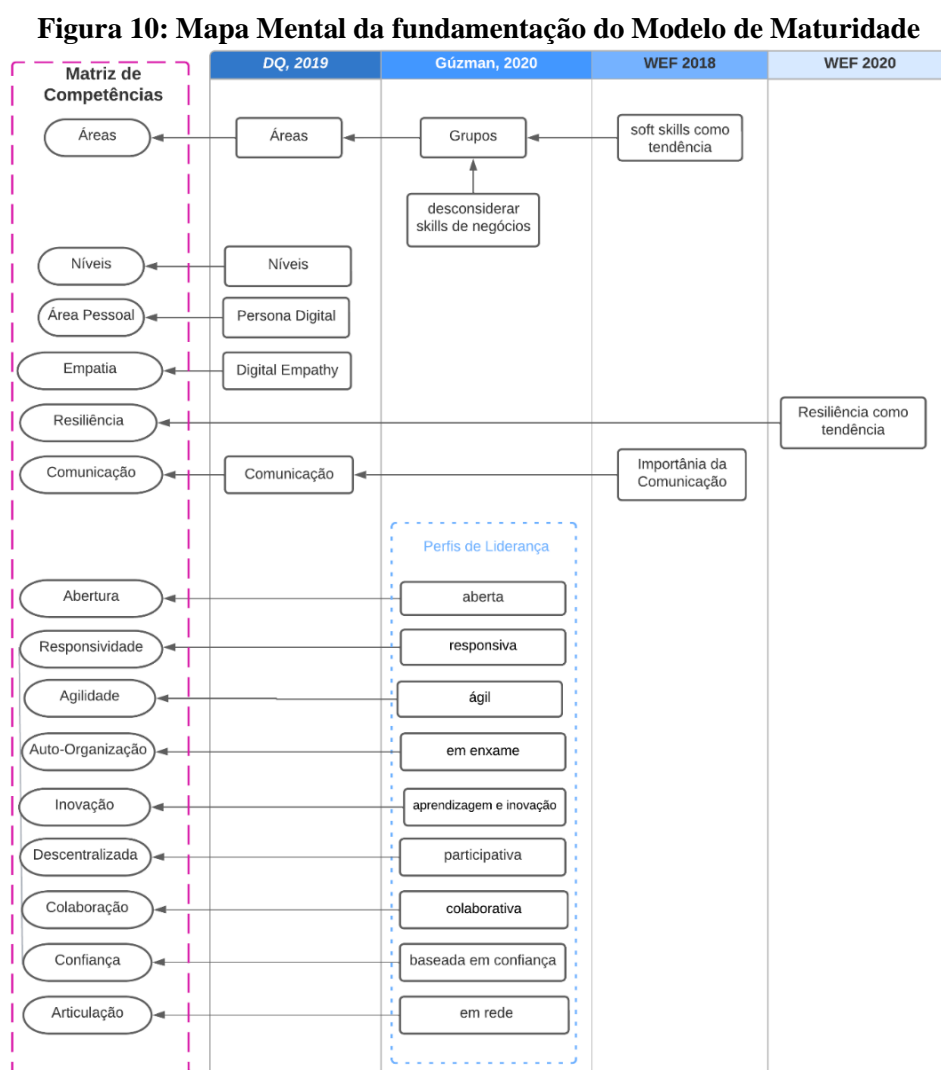 Figura 10: Mapa Mental da fundamentação do Modelo de Maturidade
Matriz de
Competências
DQ, 2019
Gúzman, 2020
WEF 2018
WEF 2020
Áreas
Áreas
Grupos
soft skills como
tendência
desconsiderar
skills de negócios
Níveis
Níveis
Área Pessoal
Persona Digital
Empatia
Digital Empathy
Resiliência
Resiliência como
tendência
Comunicação
Comunicação
Importânia da
Comunicação
Perfis de Liderança
Abertura
aberta
Responsividade
responsiva
Agilidade
ágil
Auto-Organização
em enxame
Inovação
aprendizagem e inovação
Descentralizada
participativa
Colaboração
colaborativa
Confiança
baseada em confiança
Articulação
em rede